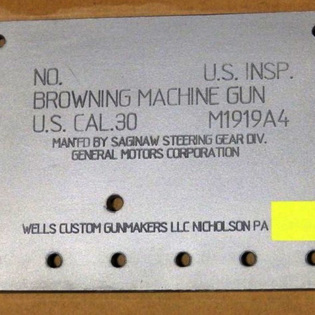 NO. U.S. INSP.
BROWNING MACHINE GUN
U.S. CAL.30 M1919A4
MAN'F'D BY SAGINAW STEERING GEAR DIV.
GENERAL MOTORS CORPORATION
WELLS CUSTOM GUNMAKERS LLC NICHOLSON PA